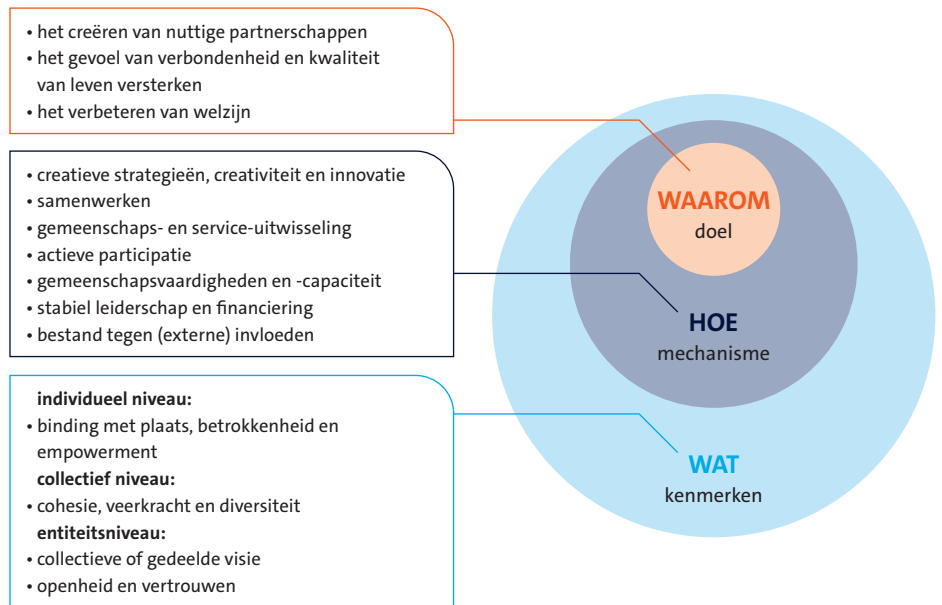 • het creëren van nuttige partnerschappen
• het gevoel van verbondenheid en kwaliteit
van leven versterken
• het verbeteren van welzijn
• creatieve strategieën, creativiteit en innovatie
• samenwerken
• gemeenschaps- en service-uitwisseling
• actieve participatie
• gemeenschapsvaardigheden en -capaciteit
• stabiel leiderschap en financiering
• bestand tegen (externe) invloeden
individueel niveau:
• binding met plaats, betrokkenheid en
empowerment
collectief niveau:
• cohesie, veerkracht en diversiteit
entiteitsniveau:
• collectieve of gedeelde visie
• openheid en vertrouwen
WAAROM
doel
HOE
mechanisme
WAT
kenmerken